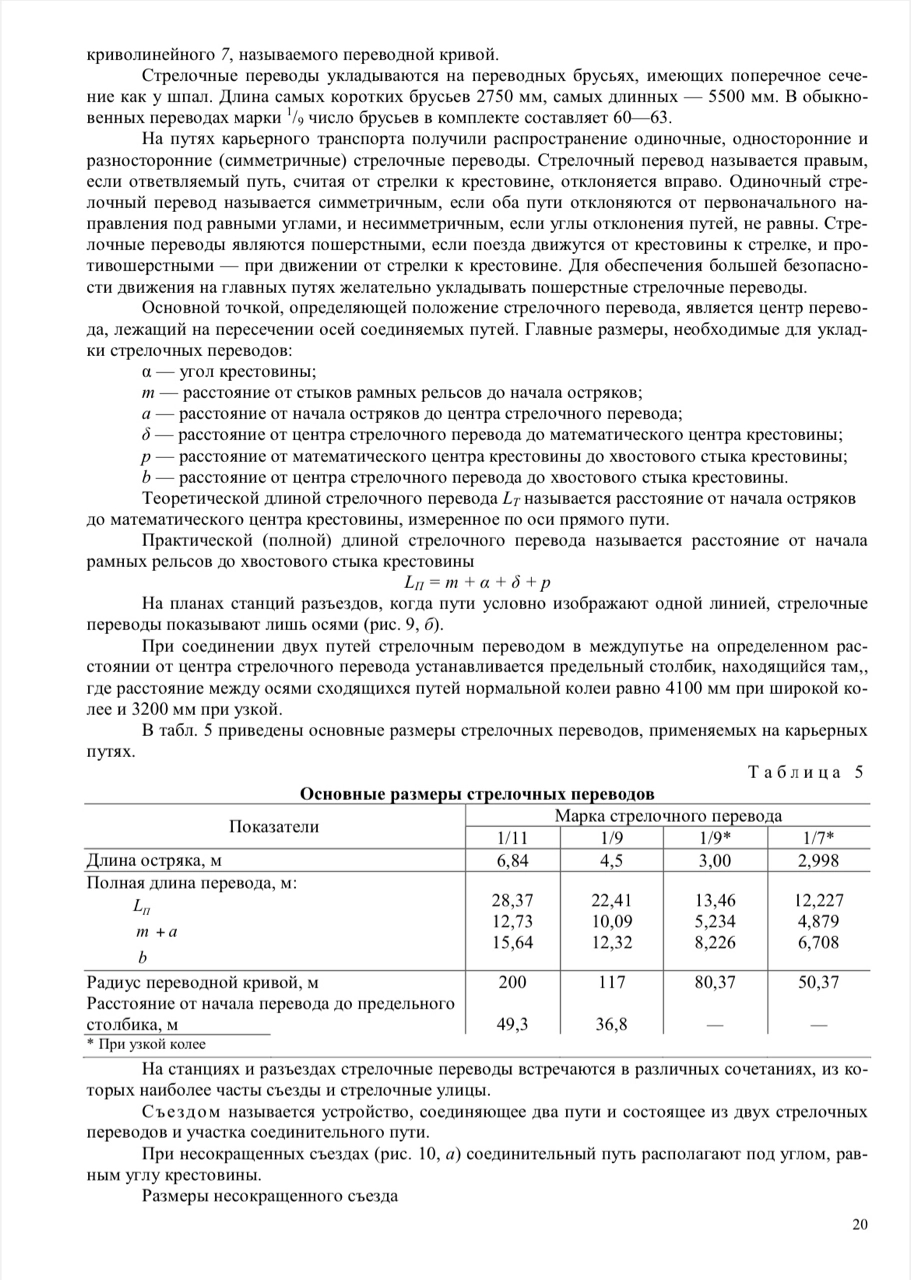 криволинейного 7, называемого переводной кривой.
Стрелочные переводы укладываются на переводных брусьях, имеющих поперечное сече-
ние как у шпал. Длина самых коротких брусьев 2750 мм, самых длинных — 5500 мм. В обыкно-
венных переводах марки 1/9 число брусьев в комплекте составляет 60—63.
На путях карьерного транспорта получили распространение одиночные, односторонние и
разносторонние (симметричные) стрелочные переводы. Стрелочный перевод называется правым,
если ответвляемый путь, считая от стрелки к крестовине, отклоняется вправо. Одиночный стре-
лочный перевод называется симметричным, если оба пути отклоняются от первоначального на-
правления под равными углами, и несимметричным, если углы отклонения путей, не равны. Стре-
лочные переводы являются пошерстными, если поезда движутся от крестовины к стрелке, и про-
тивошерстными — при движении от стрелки к крестовине. Для обеспечения большей безопасно-
сти движения на главных путях желательно укладывать пошерстные стрелочные переводы.
Основной точкой, определяющей положение стрелочного перевода, является центр перево-
да, лежащий на пересечении осей соединяемых путей. Главные размеры, необходимые для уклад-
ки стрелочных переводов:
α — угол крестовины;
m — расстояние от стыков рамных рельсов до начала остряков;
a — расстояние от начала остряков до центра стрелочного перевода;
δ — расстояние от центра стрелочного перевода до математического центра крестовины;
p — расстояние от математического центра крестовины до хвостового стыка крестовины;
b — расстояние от центра стрелочного перевода до хвостового стыка крестовины.
Теоретической длиной стрелочного перевода LT называется расстояние от начала остряков
до математического центра крестовины, измеренное по оси прямого пути.
Практической (полной) длиной стрелочного перевода называется расстояние от начала
рамных рельсов до хвостового стыка крестовины
LП = m + α + δ + p
На планах станций разъездов, когда пути условно изображают одной линией, стрелочные
переводы показывают лишь осями (рис. 9, б).
При соединении двух путей стрелочным переводом в междупутье на определенном рас-
стоянии от центра стрелочного перевода устанавливается предельный столбик, находящийся там,,
где расстояние между осями сходящихся путей нормальной колеи равно 4100 мм при широкой ко-
лее и 3200 мм при узкой.
В табл. 5 приведены основные размеры стрелочных переводов, применяемых на карьерных
путях.
Таблица 5
Основные размеры стрелочных переводов
Показатели Марка стрелочного перевода
1/11 1/9 1/9* 1/7*
Длина остряка, м 6,84 4,5 3,00 2,998
Полная длина перевода, м:
LП 28,37 22,41 13,46 12,227
m + a 12,73 10,09 5,234 4,879
b 15,64 12,32 8,226 6,708
Радиус переводной кривой, м 200 117 80,37 50,37
Расстояние от начала перевода до предельного
столбика, м 49,3 36,8 — —
* При узкой колее
На станциях и разъездах стрелочные переводы встречаются в различных сочетаниях, из ко-
торых наиболее часты съезды и стрелочные улицы.
Съездом называется устройство, соединяющее два пути и состоящее из двух стрелочных
переводов и участка соединительного пути.
При несокращенных съездах (рис. 10, а) соединительный путь располагают под углом, рав-
ным углу крестовины.
Размеры несокращенного съезда
20